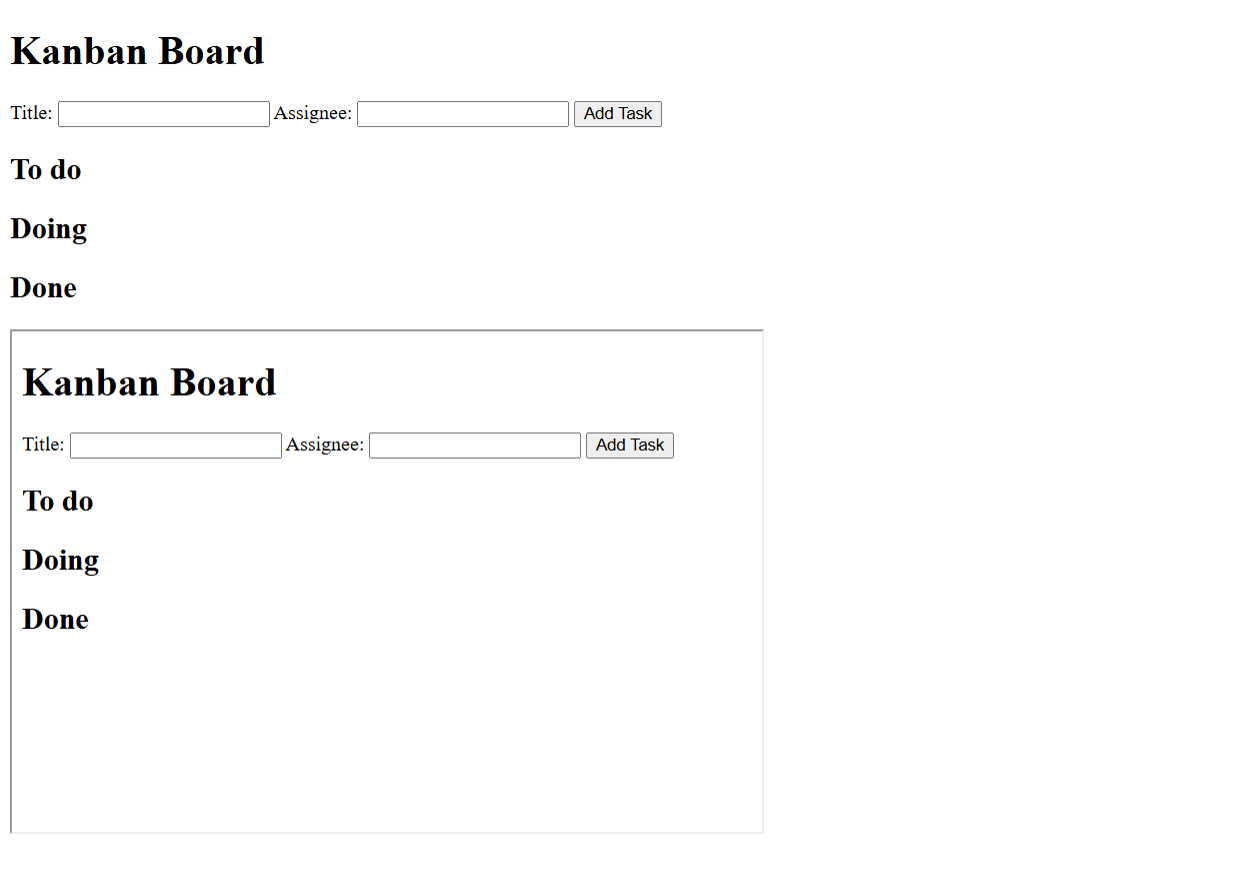 Kanban Board
Title: Assignee: Add Task
To do
Doing
Done
Kanban Board
Title: Assignee: Add Task
To do
Doing
Done